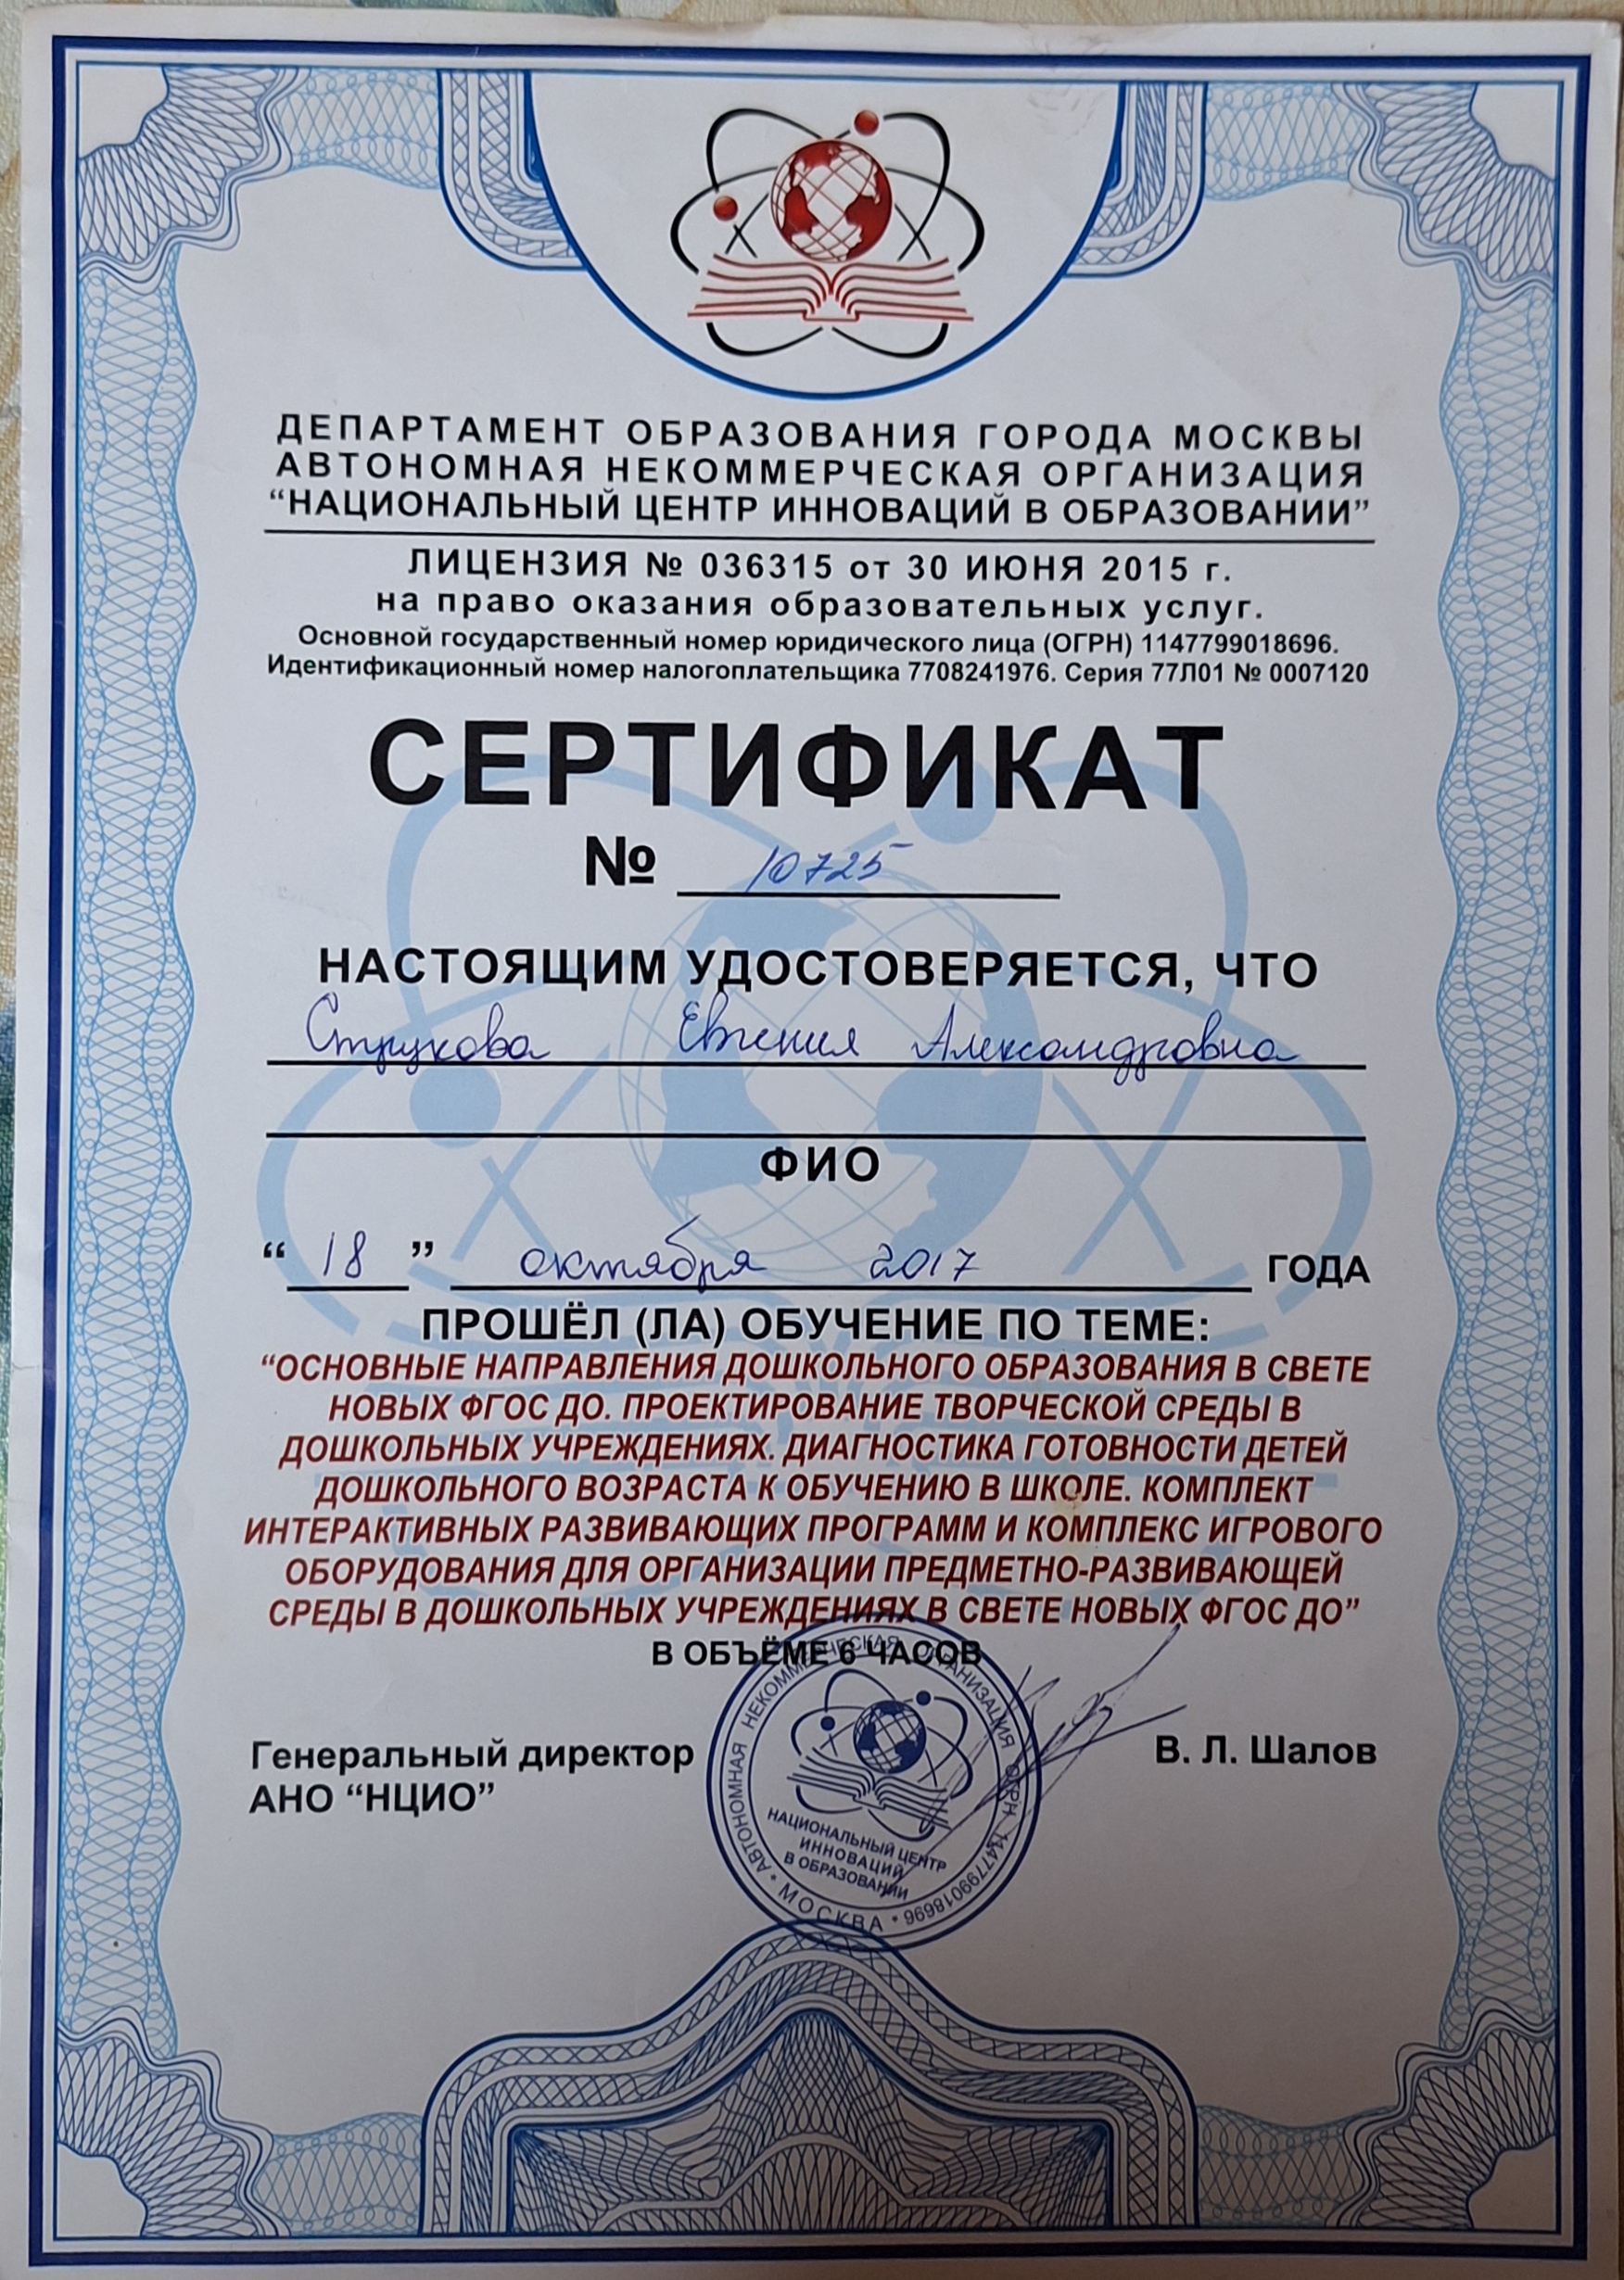 ДЕПАРТАМЕНТ ОБРАЗОВАНИЯ ГОРОДА МОСКВЫ
АВТОНОМНАЯ НЕКОММЕРЧЕСКАЯ ОРГАНИЗАЦИЯ
“НАЦИОНАЛЬНЫЙ ЦЕНТР ИННОВАЦИЙ В ОБРАЗОВАНИИ”
ЛИЦЕНЗИЯ № 036315 от 30 ИЮНЯ 2015 г.
на право оказания образовательных услуг.
Основной государственный номер юридического лица (ОГРН) 1147799018696.
Идентификационный номер налогоплательщика 7708241976. Серия 77Л01 № 0007120
СЕРТИФИКАТ
№ 10725
НАСТОЯЩИМ УДОСТОВЕРЯЕТСЯ, ЧТО
Струкова Евгения Александровна
ФИО
“ 18 ” октября 2017 ГОДА
ПРОШЁЛ (ЛА) ОБУЧЕНИЕ ПО ТЕМЕ:
“ОСНОВНЫЕ НАПРАВЛЕНИЯ ДОШКОЛЬНОГО ОБРАЗОВАНИЯ В СВЕТЕ
НОВЫХ ФГОС ДО. ПРОЕКТИРОВАНИЕ ТВОРЧЕСКОЙ СРЕДЫ В
ДОШКОЛЬНЫХ УЧРЕЖДЕНИЯХ. ДИАГНОСТИКА ГОТОВНОСТИ ДЕТЕЙ
ДОШКОЛЬНОГО ВОЗРАСТА К ОБУЧЕНИЮ В ШКОЛЕ. КОМПЛЕКТ
ИНТЕРАКТИВНЫХ РАЗВИВАЮЩИХ ПРОГРАММ И КОМПЛЕКС ИГРОВОГО
ОБОРУДОВАНИЯ ДЛЯ ОРГАНИЗАЦИИ ПРЕДМЕТНО-РАЗВИВАЮЩЕЙ
СРЕДЫ В ДОШКОЛЬНЫХ УЧРЕЖДЕНИЯХ В СВЕТЕ НОВЫХ ФГОС ДО”
В ОБЪЁМЕ 6 ЧАСОВ
Генеральный директор
АНО “НЦИО”
В. Л. Шалов
АВТОНОМНАЯ НЕКОММЕРЧЕСКАЯ ОРГАНИЗАЦИЯ ОГРН 1147799018696 • МОСКВА •
НАЦИОНАЛЬНЫЙ ЦЕНТР
ИННОВАЦИЙ
В ОБРАЗОВАНИИ